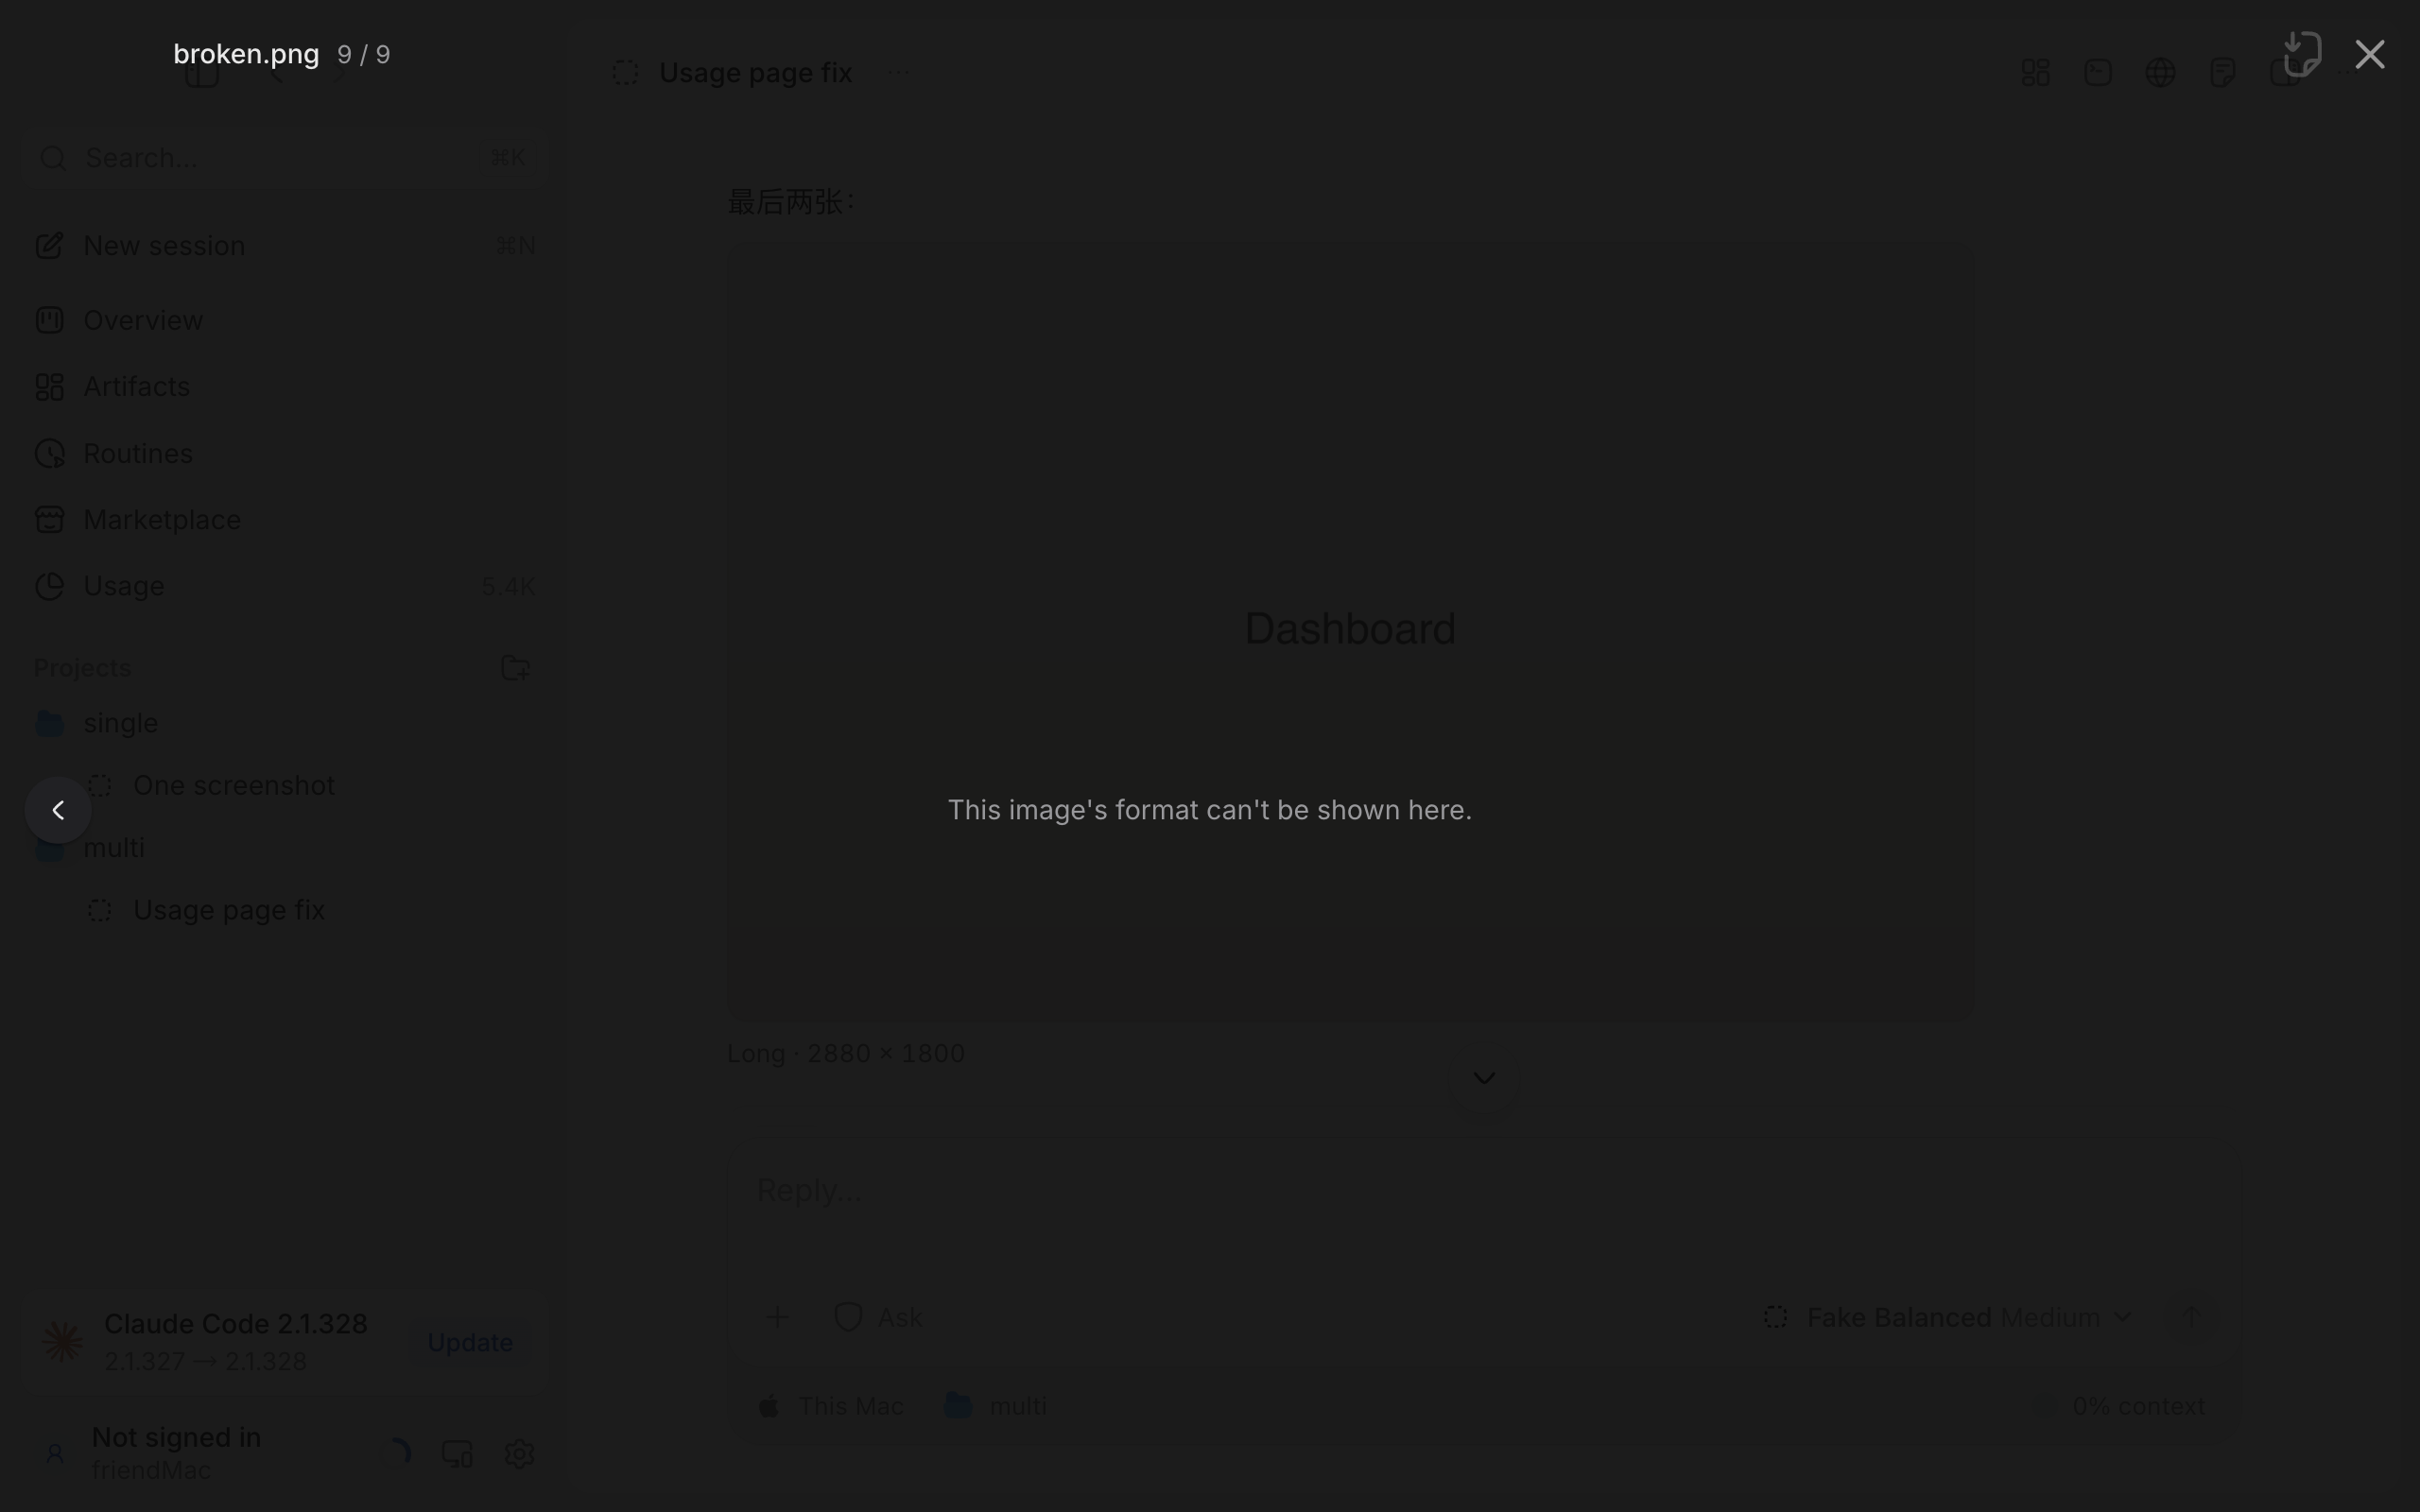 broken.png 9 / 9
Usage page fix
Search... ⌘K
最后两张：
New session ⌘N
Overview
Artifacts
Routines
Marketplace
Usage 5.4K
Dashboard
Projects
single
One screenshot
This image's format can't be shown here.
multi
Usage page fix
Long · 2880 × 1800
Reply...
Ask
Fake Balanced Medium
Claude Code 2.1.328
2.1.327 → 2.1.328
Update
This Mac
multi
0% context
Not signed in
friendMac